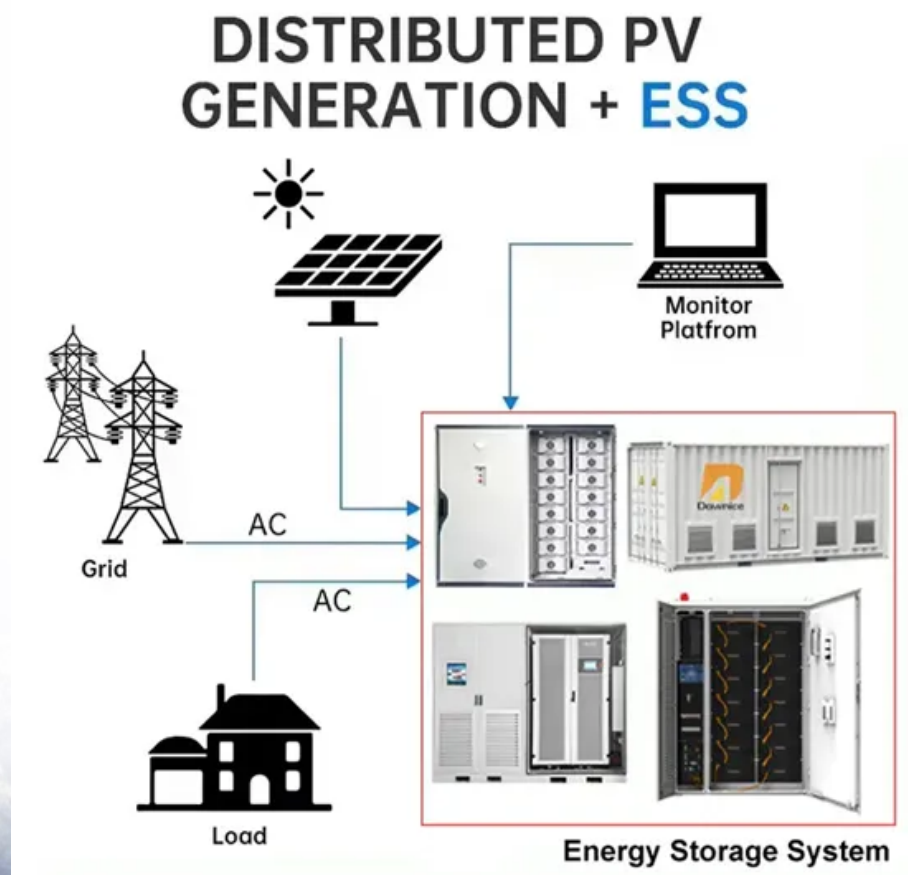 DISTRIBUTED PV
GENERATION + ESS
Monitor
Platfrom
AC
Grid
AC
Load
Dawnice
Energy Storage System